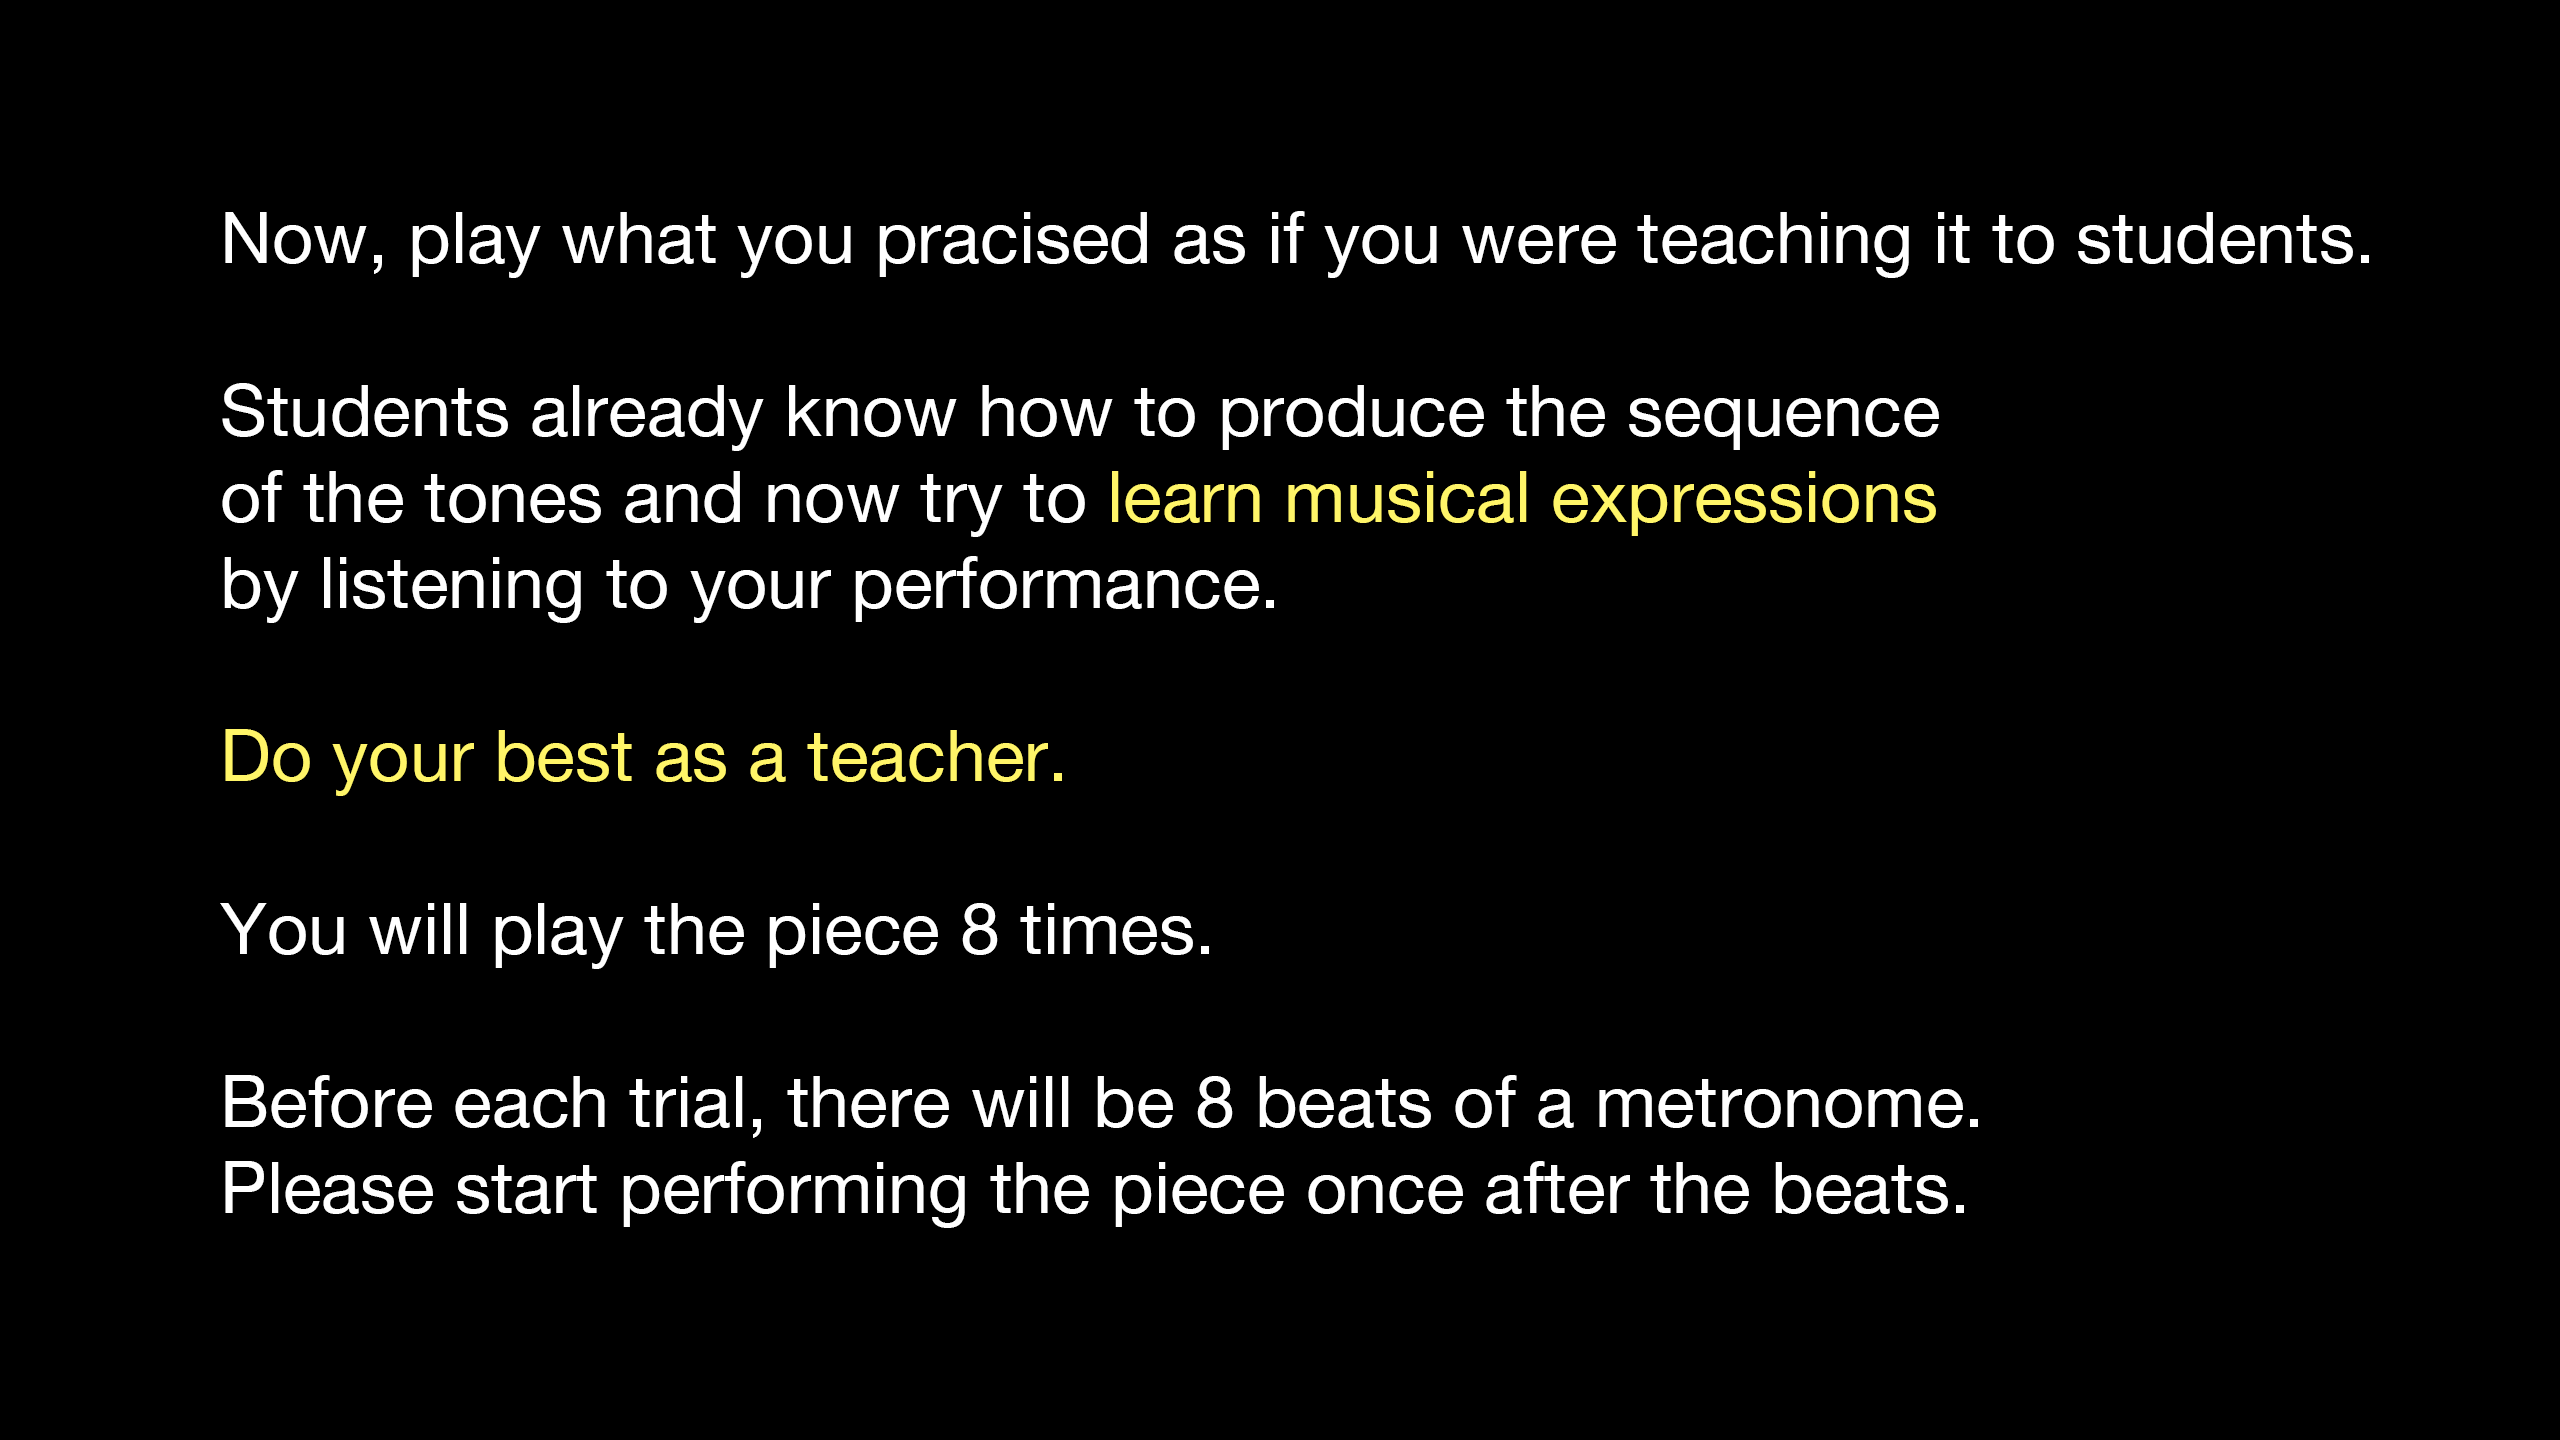 Now, play what you pracised as if you were teaching it to students.
Students already know how to produce the sequence
of the tones and now try to learn musical expressions
by listening to your performance.
Do your best as a teacher.
You will play the piece 8 times.
Before each trial, there will be 8 beats of a metronome.
Please start performing the piece once after the beats.